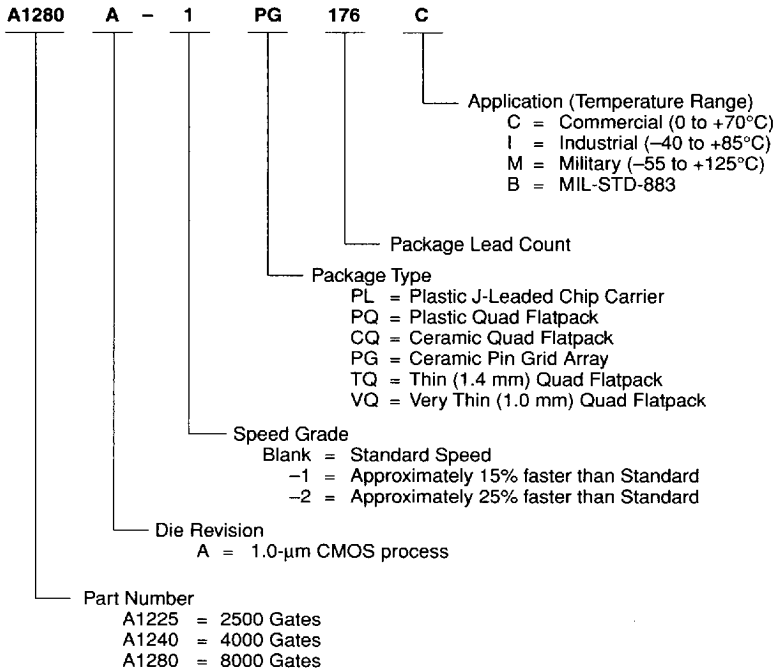 A1280 A – 1 PG 176 C
Application (Temperature Range)
C = Commercial (0 to +70°C)
I = Industrial (–40 to +85°C)
M = Military (–55 to +125°C)
B = MIL-STD-883
Package Lead Count
Package Type
PL = Plastic J-Leaded Chip Carrier
PQ = Plastic Quad Flatpack
CQ = Ceramic Quad Flatpack
PG = Ceramic Pin Grid Array
TQ = Thin (1.4 mm) Quad Flatpack
VQ = Very Thin (1.0 mm) Quad Flatpack
Speed Grade
Blank = Standard Speed
–1 = Approximately 15% faster than Standard
–2 = Approximately 25% faster than Standard
Die Revision
A = 1.0-µm CMOS process
Part Number
A1225 = 2500 Gates
A1240 = 4000 Gates
A1280 = 8000 Gates